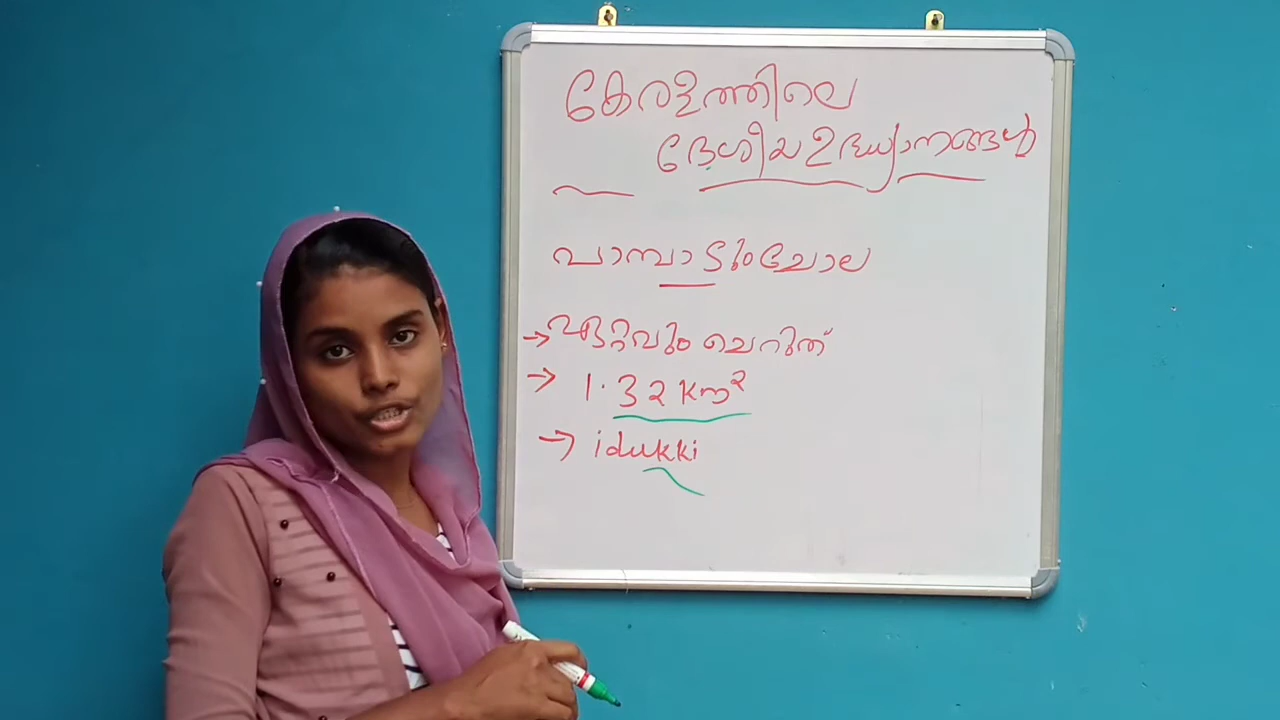 കേരളത്തിലെ
ദേശീയ ഉദ്ധ്യാനങ്ങൾ
പാമ്പാടുംചോല
→ ഏറ്റവും ചെറുത്
→ 1.32 km²
→ idukki